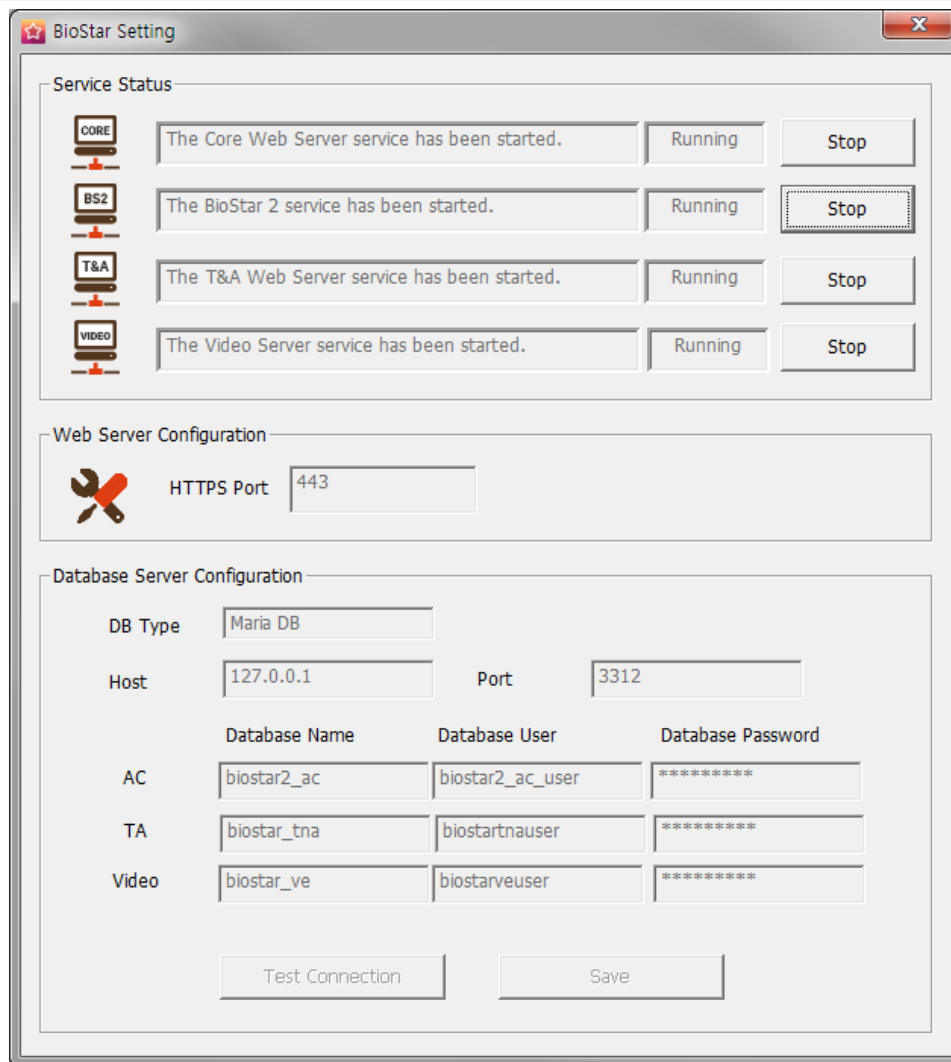 BioStar Setting
Service Status
CORE The Core Web Server service has been started. Running Stop
BS2 The BioStar 2 service has been started. Running Stop
T&A The T&A Web Server service has been started. Running Stop
VIDEO The Video Server service has been started. Running Stop
Web Server Configuration
HTTPS Port 443
Database Server Configuration
DB Type Maria DB
Host 127.0.0.1 Port 3312
Database Name Database User Database Password
AC biostar2_ac biostar2_ac_user *********
TA biostar_tna biostartnauser *********
Video biostar_ve biostarveuser *********
Test Connection Save